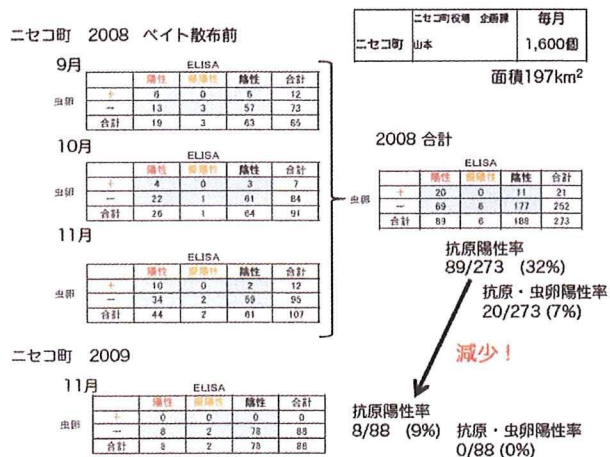 ニセコ町 2008 ベイト散布前
ニセコ町役場 企画課 毎月
ニセコ町 山本 1,600個
面積197km²
9月
ELISA
陽性 擬陽性 陰性 合計
虫卵
+ 6 0 6 12
− 13 3 57 73
合計 19 3 63 85
10月
ELISA
陽性 擬陽性 陰性 合計
虫卵
+ 4 0 3 7
− 22 1 61 84
合計 26 1 64 91
11月
ELISA
陽性 擬陽性 陰性 合計
虫卵
+ 10 0 2 12
− 34 2 59 95
合計 44 2 61 107
2008 合計
ELISA
陽性 擬陽性 陰性 合計
虫卵
+ 20 0 11 21
− 69 6 177 252
合計 89 6 188 273
抗原陽性率
89/273 (32%)
抗原・虫卵陽性率
20/273 (7%)
減少!
ニセコ町 2009
11月
ELISA
陽性 擬陽性 陰性 合計
虫卵
+ 0 0 0 0
− 8 2 78 88
合計 8 2 78 88
抗原陽性率
8/88 (9%)
抗原・虫卵陽性率
0/88 (0%)